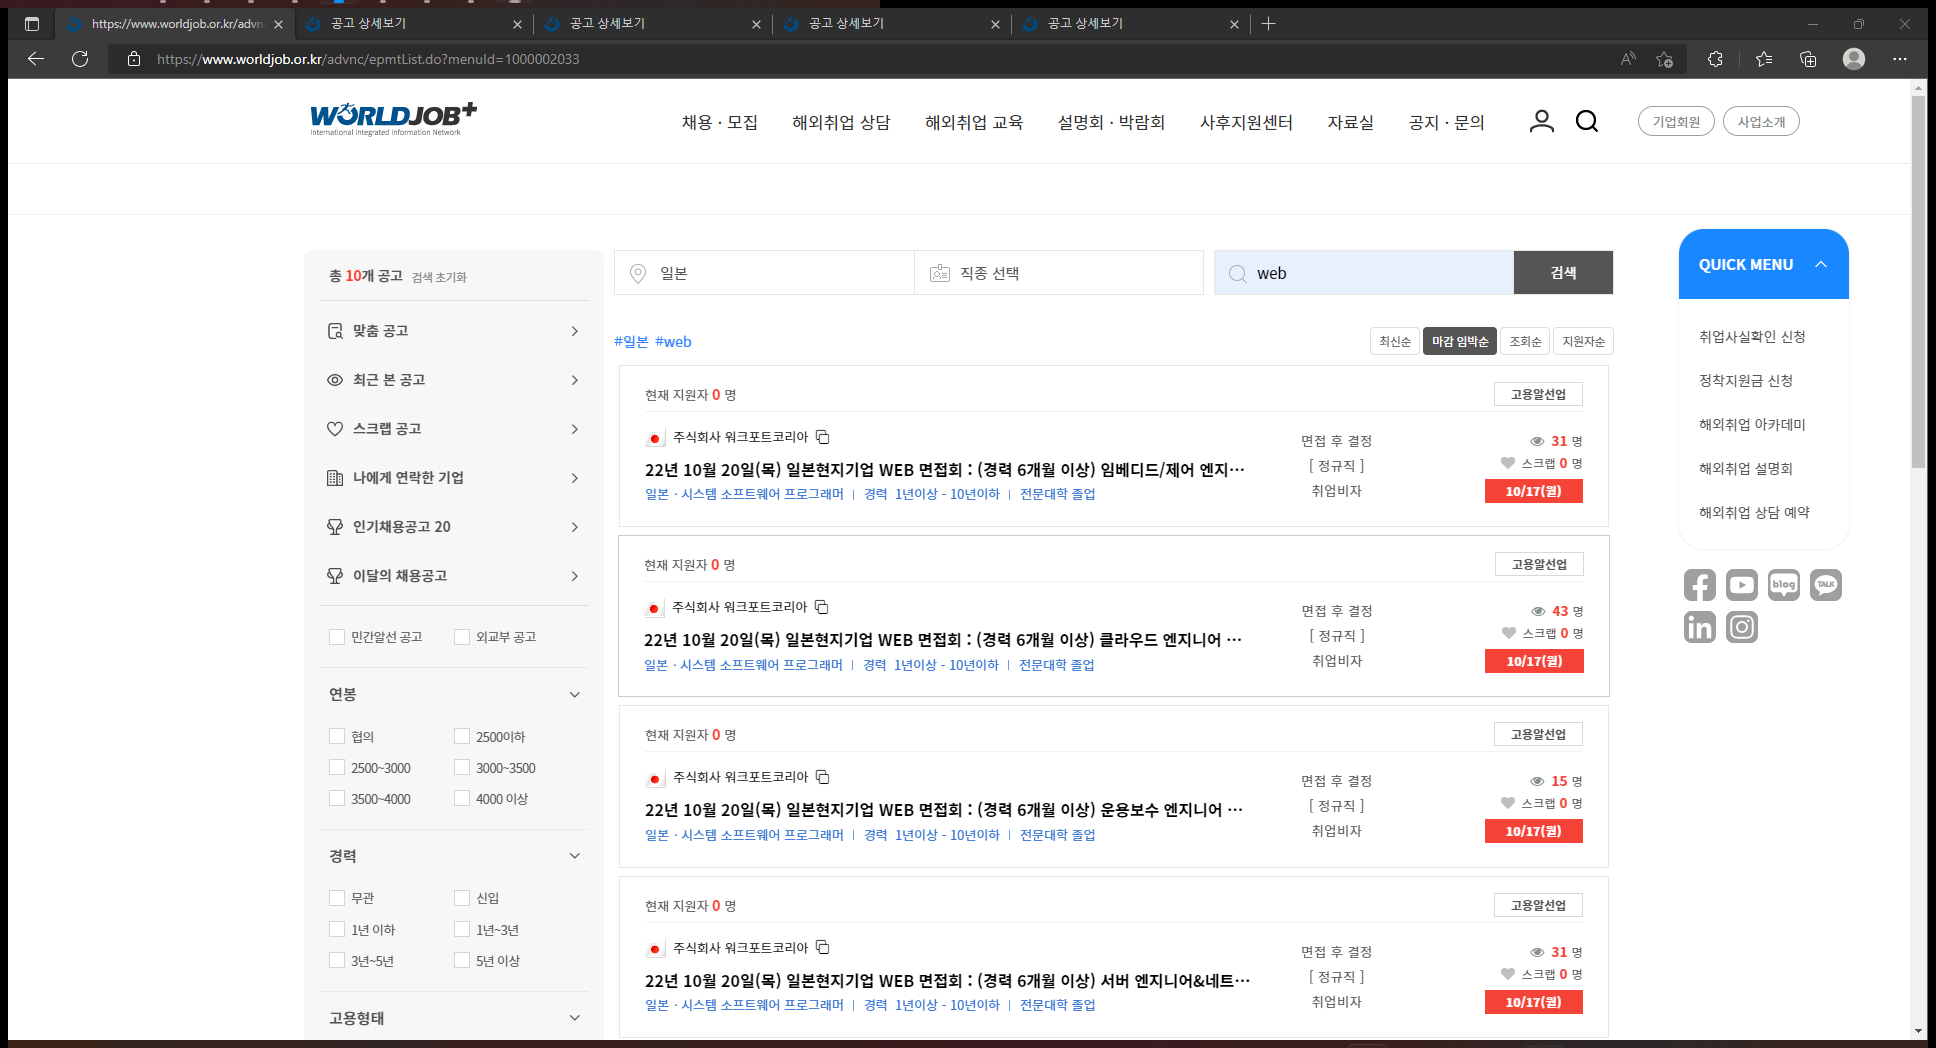 https://www.worldjob.or.kr/advn
공고 상세보기
공고 상세보기
공고 상세보기
공고 상세보기
https://www.worldjob.or.kr/advnc/epmtList.do?menuId=1000002033
WORLDJOB+
International Integrated Information Network
채용 · 모집
해외취업 상담
해외취업 교육
설명회 · 박람회
사후지원센터
자료실
공지 · 문의
기업회원
사업소개
총 10개 공고 검색 초기화
맞춤 공고
최근 본 공고
스크랩 공고
나에게 연락한 기업
인기채용공고 20
이달의 채용공고
민간알선 공고
외교부 공고
연봉
협의
2500이하
2500~3000
3000~3500
3500~4000
4000 이상
경력
무관
신입
1년 이하
1년~3년
3년~5년
5년 이상
고용형태
일본
직종 선택
web
검색
#일본 #web
최신순
마감 임박순
조회순
지원자순
현재 지원자 0 명
고용알선업
주식회사 워크포트코리아
22년 10월 20일(목) 일본현지기업 WEB 면접회 : (경력 6개월 이상) 임베디드/제어 엔지···
일본 · 시스템 소프트웨어 프로그래머 | 경력 1년이상 - 10년이하 | 전문대학 졸업
면접 후 결정
[ 정규직 ]
취업비자
31 명
스크랩 0 명
10/17(월)
현재 지원자 0 명
고용알선업
주식회사 워크포트코리아
22년 10월 20일(목) 일본현지기업 WEB 면접회 : (경력 6개월 이상) 클라우드 엔지니어 ···
일본 · 시스템 소프트웨어 프로그래머 | 경력 1년이상 - 10년이하 | 전문대학 졸업
면접 후 결정
[ 정규직 ]
취업비자
43 명
스크랩 0 명
10/17(월)
현재 지원자 0 명
고용알선업
주식회사 워크포트코리아
22년 10월 20일(목) 일본현지기업 WEB 면접회 : (경력 6개월 이상) 운용보수 엔지니어 ···
일본 · 시스템 소프트웨어 프로그래머 | 경력 1년이상 - 10년이하 | 전문대학 졸업
면접 후 결정
[ 정규직 ]
취업비자
15 명
스크랩 0 명
10/17(월)
현재 지원자 0 명
고용알선업
주식회사 워크포트코리아
22년 10월 20일(목) 일본현지기업 WEB 면접회 : (경력 6개월 이상) 서버 엔지니어&네트···
일본 · 시스템 소프트웨어 프로그래머 | 경력 1년이상 - 10년이하 | 전문대학 졸업
면접 후 결정
[ 정규직 ]
취업비자
31 명
스크랩 0 명
10/17(월)
QUICK MENU
취업사실확인 신청
정착지원금 신청
해외취업 아카데미
해외취업 설명회
해외취업 상담 예약
blog
TALK
in